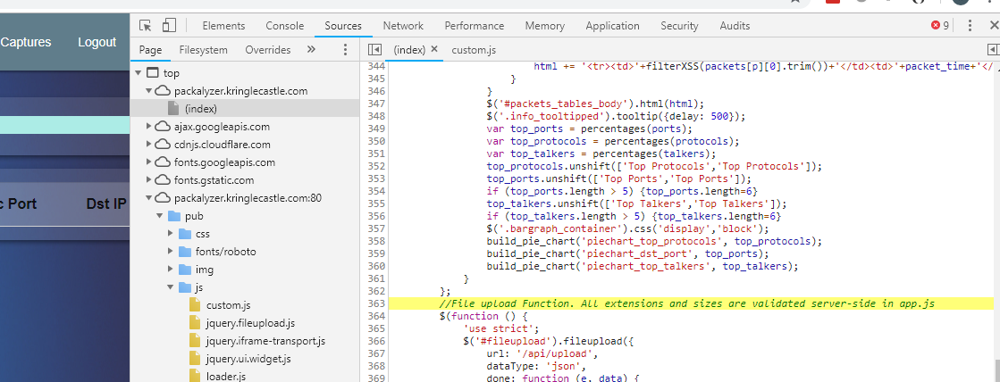 Captures Logout
c Port Dst IP
Elements Console Sources Network Performance Memory Application Security Audits 9
Page Filesystem Overrides »
(index) × custom.js
top
packalyzer.kringlecastle.com
(index)
ajax.googleapis.com
cdnjs.cloudflare.com
fonts.googleapis.com
fonts.gstatic.com
packalyzer.kringlecastle.com:80
pub
css
fonts/roboto
img
js
custom.js
jquery.fileupload.js
jquery.iframe-transport.js
jquery.ui.widget.js
loader.js
344 html += '<tr><td>'+filterXSS(packets[p][0].trim())+'</td><td>'+packet_time+'</
345 }
346 }
347 $('#packets_tables_body').html(html);
348 $('.info_tooltipped').tooltip({delay: 500});
349 var top_ports = percentages(ports);
350 var top_protocols = percentages(protocols);
351 var top_talkers = percentages(talkers);
352 top_protocols.unshift(['Top Protocols','Top Protocols']);
353 top_ports.unshift(['Top Ports','Top Ports']);
354 if (top_ports.length > 5) {top_ports.length=6}
355 top_talkers.unshift(['Top Talkers','Top Talkers']);
356 if (top_talkers.length > 5) {top_talkers.length=6}
357 $('.bargraph_container').css('display','block');
358 build_pie_chart('piechart_top_protocols', top_protocols);
359 build_pie_chart('piechart_dst_port', top_ports);
360 build_pie_chart('piechart_top_talkers', top_talkers);
361 }
362 };
363 //File upload Function. All extensions and sizes are validated server-side in app.js
364 $(function () {
365 'use strict';
366 $('#fileupload').fileupload({
367 url: '/api/upload',
368 dataType: 'json',
369 done: function (e, data) {